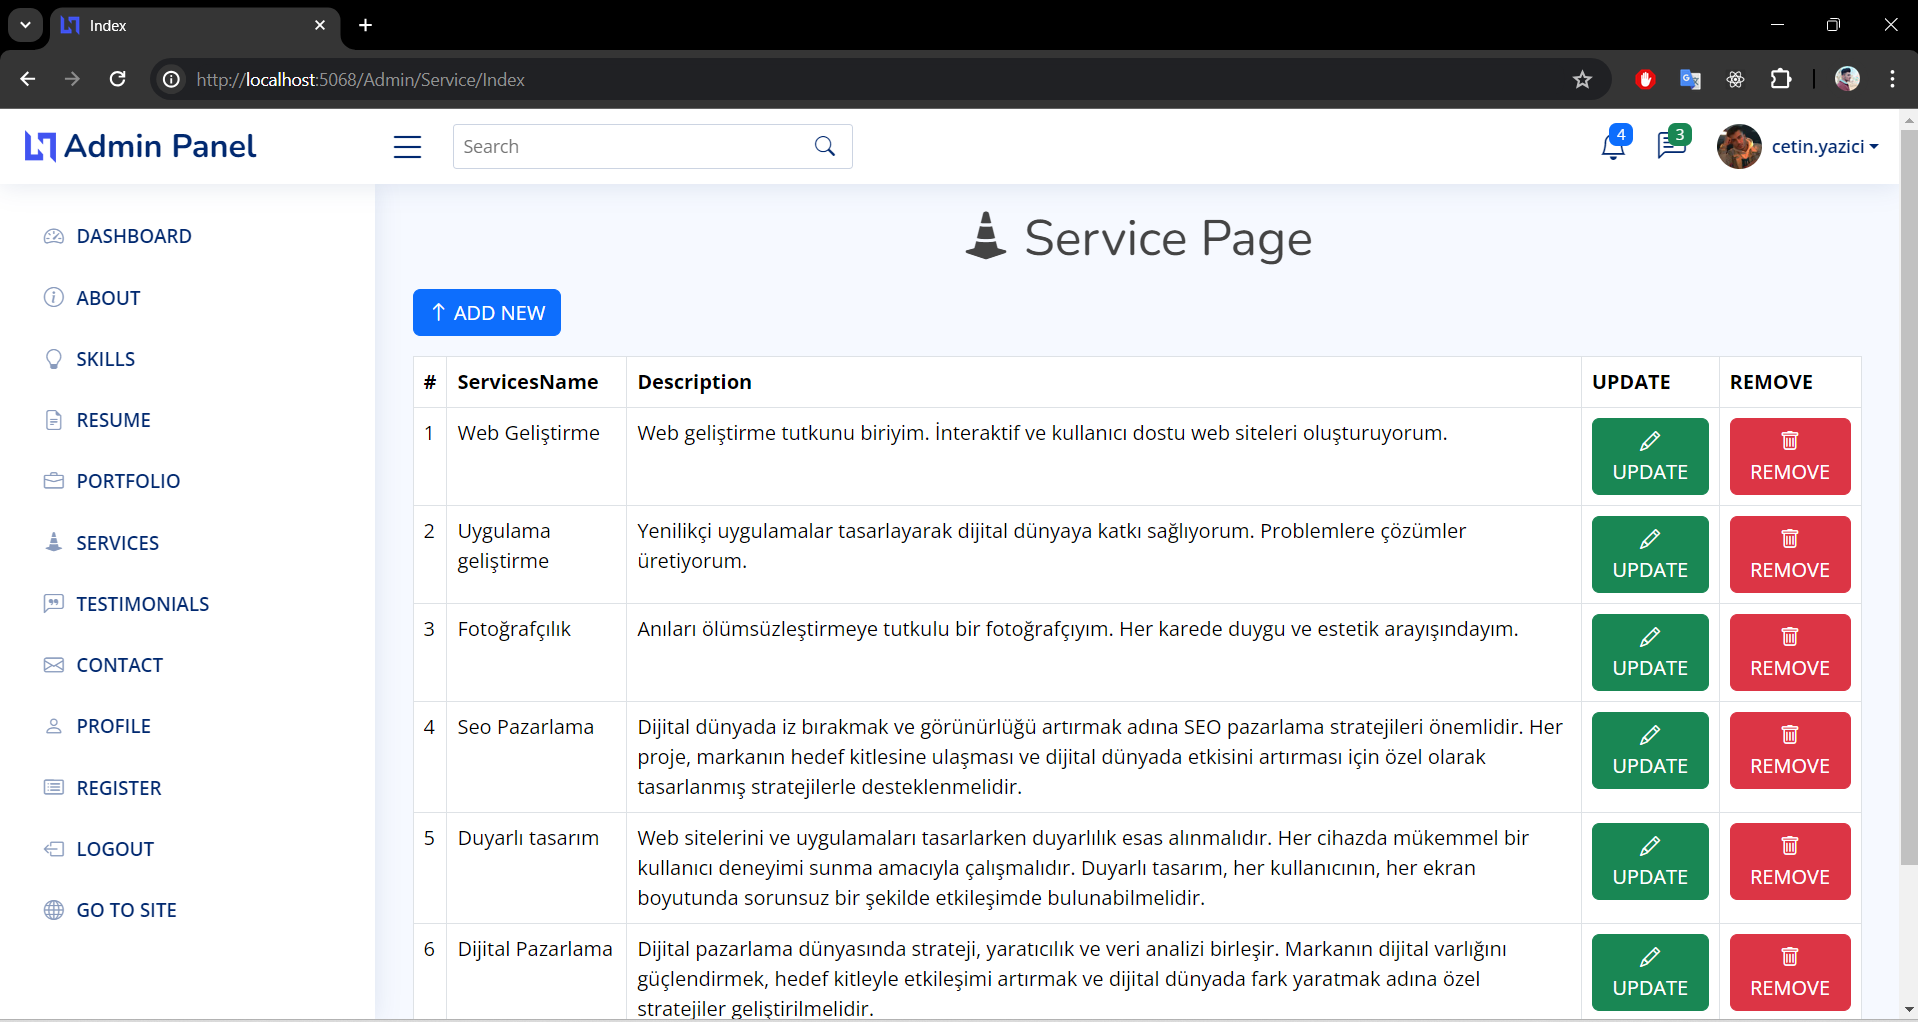 Index
http://localhost:5068/Admin/Service/Index
Admin Panel
Search
4
3
cetin.yazici
DASHBOARD
ABOUT
SKILLS
RESUME
PORTFOLIO
SERVICES
TESTIMONIALS
CONTACT
PROFILE
REGISTER
LOGOUT
GO TO SITE
Service Page
ADD NEW
# ServicesName Description UPDATE REMOVE
1 Web Geliştirme Web geliştirme tutkunu biriyim. İnteraktif ve kullanıcı dostu web siteleri oluşturuyorum.
UPDATE REMOVE
2 Uygulama Yenilikçi uygulamalar tasarlayarak dijital dünyaya katkı sağlıyorum. Problemlere çözümler
geliştirme üretiyorum.
UPDATE REMOVE
3 Fotoğrafçılık Anıları ölümsüzleştirmeye tutkulu bir fotoğrafçıyım. Her karede duygu ve estetik arayışındayım.
UPDATE REMOVE
4 Seo Pazarlama Dijital dünyada iz bırakmak ve görünürlüğü artırmak adına SEO pazarlama stratejileri önemlidir. Her
proje, markanın hedef kitlesine ulaşması ve dijital dünyada etkisini artırması için özel olarak
tasarlanmış stratejilerle desteklenmelidir.
UPDATE REMOVE
5 Duyarlı tasarım Web sitelerini ve uygulamaları tasarlarken duyarlılık esas alınmalıdır. Her cihazda mükemmel bir
kullanıcı deneyimi sunma amacıyla çalışmalıdır. Duyarlı tasarım, her kullanıcının, her ekran
boyutunda sorunsuz bir şekilde etkileşimde bulunabilmelidir.
UPDATE REMOVE
6 Dijital Pazarlama Dijital pazarlama dünyasında strateji, yaratıcılık ve veri analizi birleşir. Markanın dijital varlığını
güçlendirmek, hedef kitleyle etkileşimi artırmak ve dijital dünyada fark yaratmak adına özel
stratejiler geliştirilmelidir.
UPDATE REMOVE